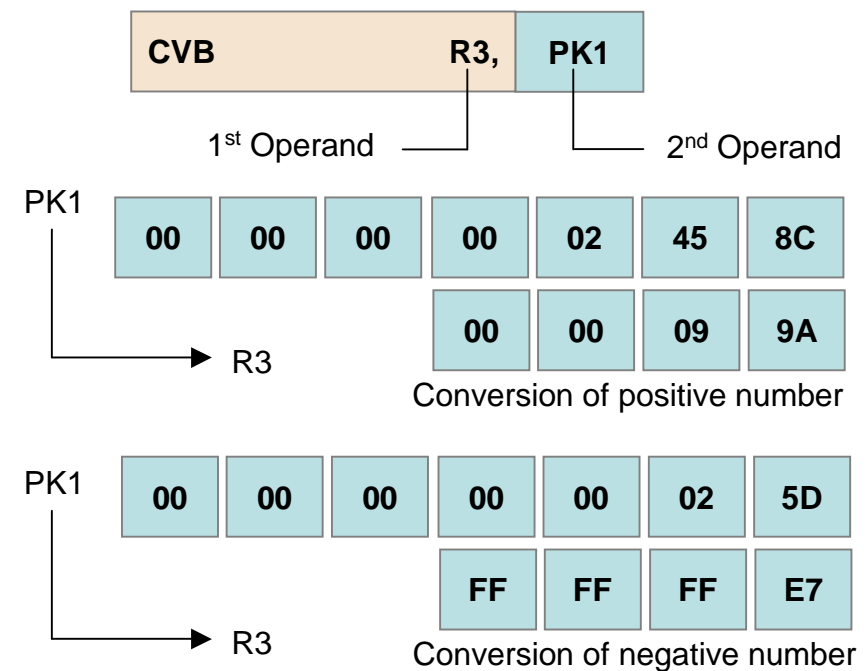 CVB R3, PK1
1st Operand 2nd Operand
PK1
00 00 00 00 02 45 8C
00 00 09 9A
R3
Conversion of positive number
PK1
00 00 00 00 00 02 5D
FF FF FF E7
R3
Conversion of negative number